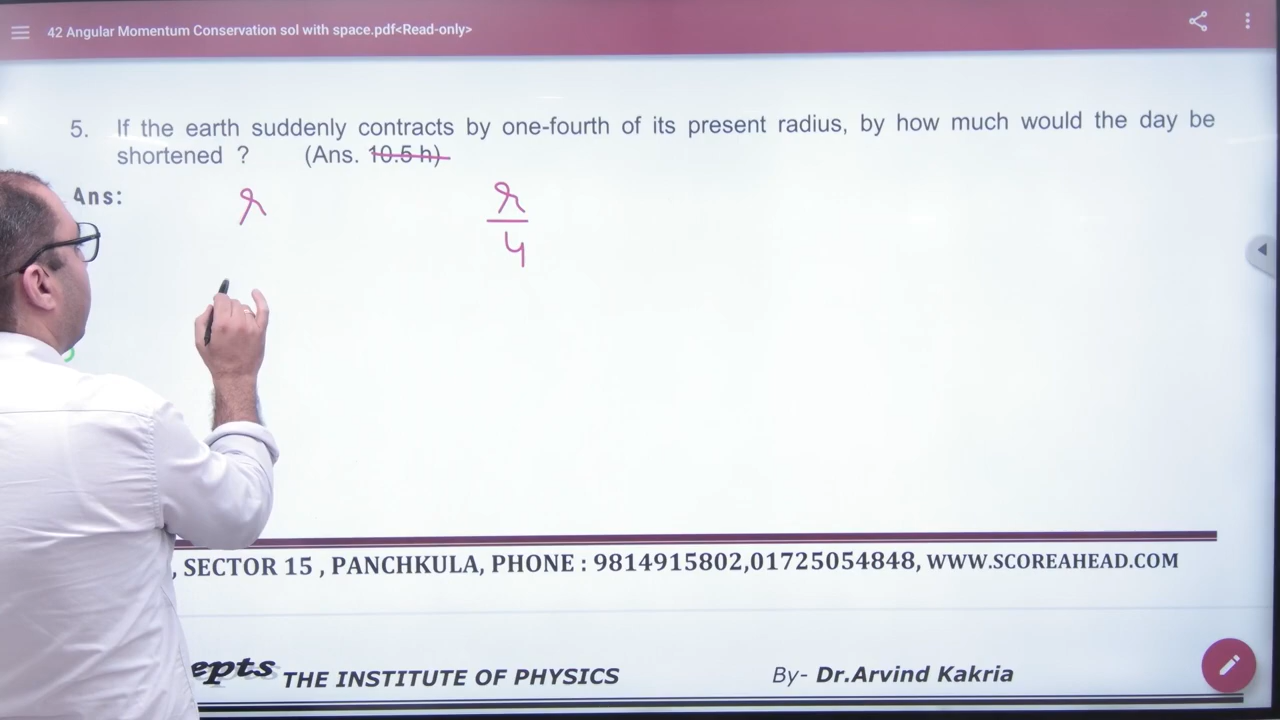 42 Angular Momentum Conservation sol with space.pdf<Read-only>
5. If the earth suddenly contracts by one-fourth of its present radius, by how much would the day be
shortened ? (Ans. 10.5 h)
Ans:
r
r
4
, SECTOR 15 , PANCHKULA, PHONE : 9814915802,01725054848, WWW.SCOREAHEAD.COM
epts THE INSTITUTE OF PHYSICS By- Dr.Arvind Kakria